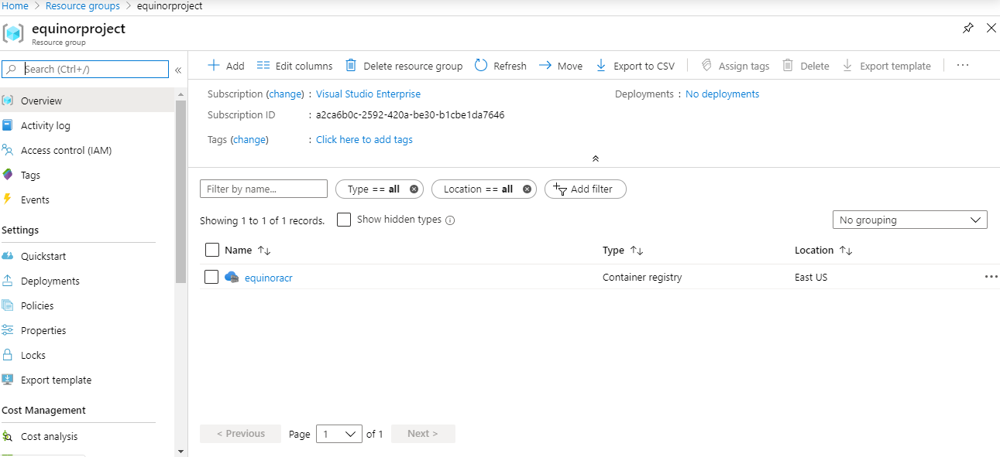 Home > Resource groups > equinorproject
equinorproject
Resource group
Search (Ctrl+/)
«
Overview
Activity log
Access control (IAM)
Tags
Events
Settings
Quickstart
Deployments
Policies
Properties
Locks
Export template
Cost Management
Cost analysis
Add Edit columns Delete resource group Refresh Move Export to CSV Assign tags Delete Export template ...
Subscription (change) : Visual Studio Enterprise Deployments : No deployments
Subscription ID : a2ca6b0c-2592-420a-be30-b1cbe1da7646
Tags (change) : Click here to add tags
Filter by name... Type == all Location == all Add filter
Showing 1 to 1 of 1 records. Show hidden types No grouping
Name Type Location
equinoracr Container registry East US
< Previous Page 1 of 1 Next >